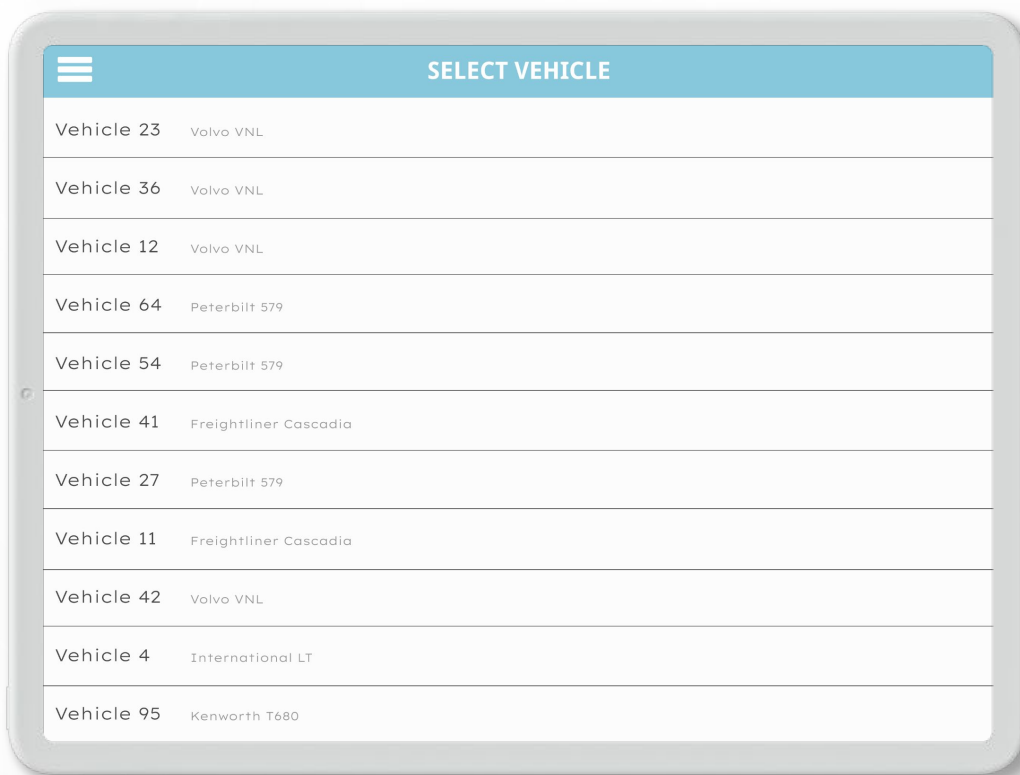 SELECT VEHICLE
Vehicle 23 Volvo VNL
Vehicle 36 Volvo VNL
Vehicle 12 Volvo VNL
Vehicle 64 Peterbilt 579
Vehicle 54 Peterbilt 579
Vehicle 41 Freightliner Cascadia
Vehicle 27 Peterbilt 579
Vehicle 11 Freightliner Cascadia
Vehicle 42 Volvo VNL
Vehicle 4 International LT
Vehicle 95 Kenworth T680